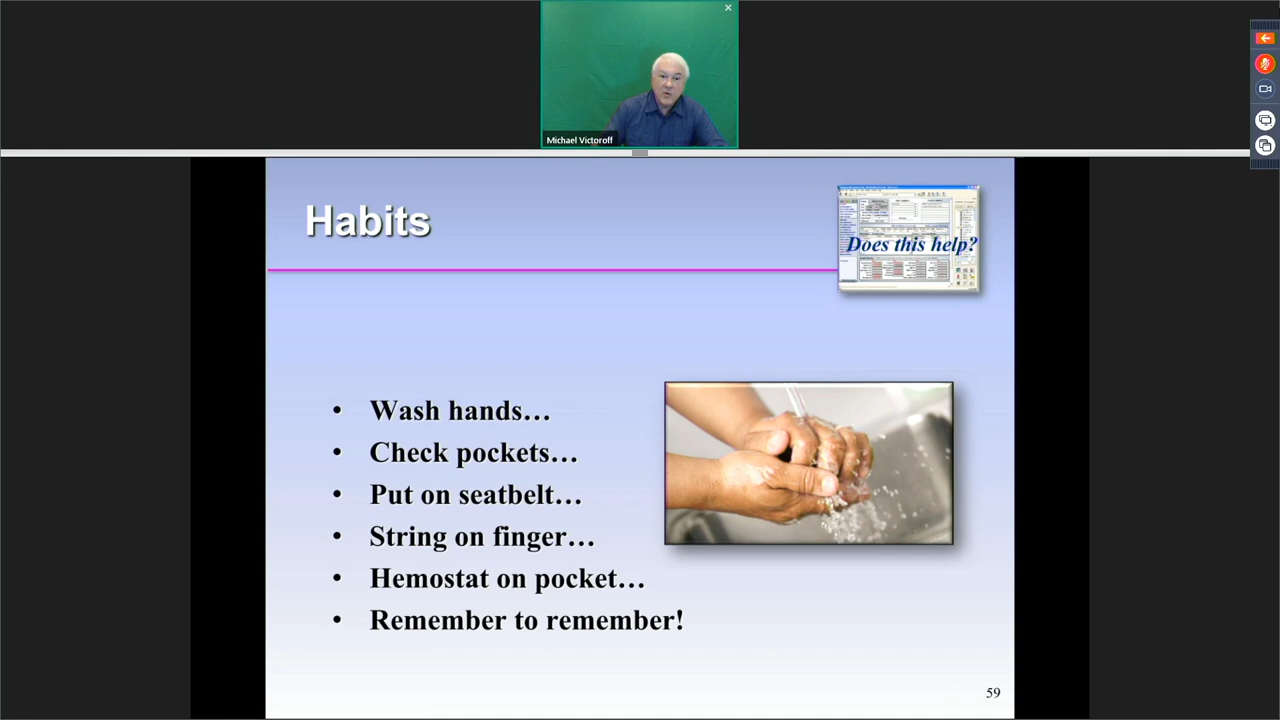 Michael Victoroff
Habits
Does this help?
• Wash hands…
• Check pockets…
• Put on seatbelt…
• String on finger…
• Hemostat on pocket…
• Remember to remember!
59